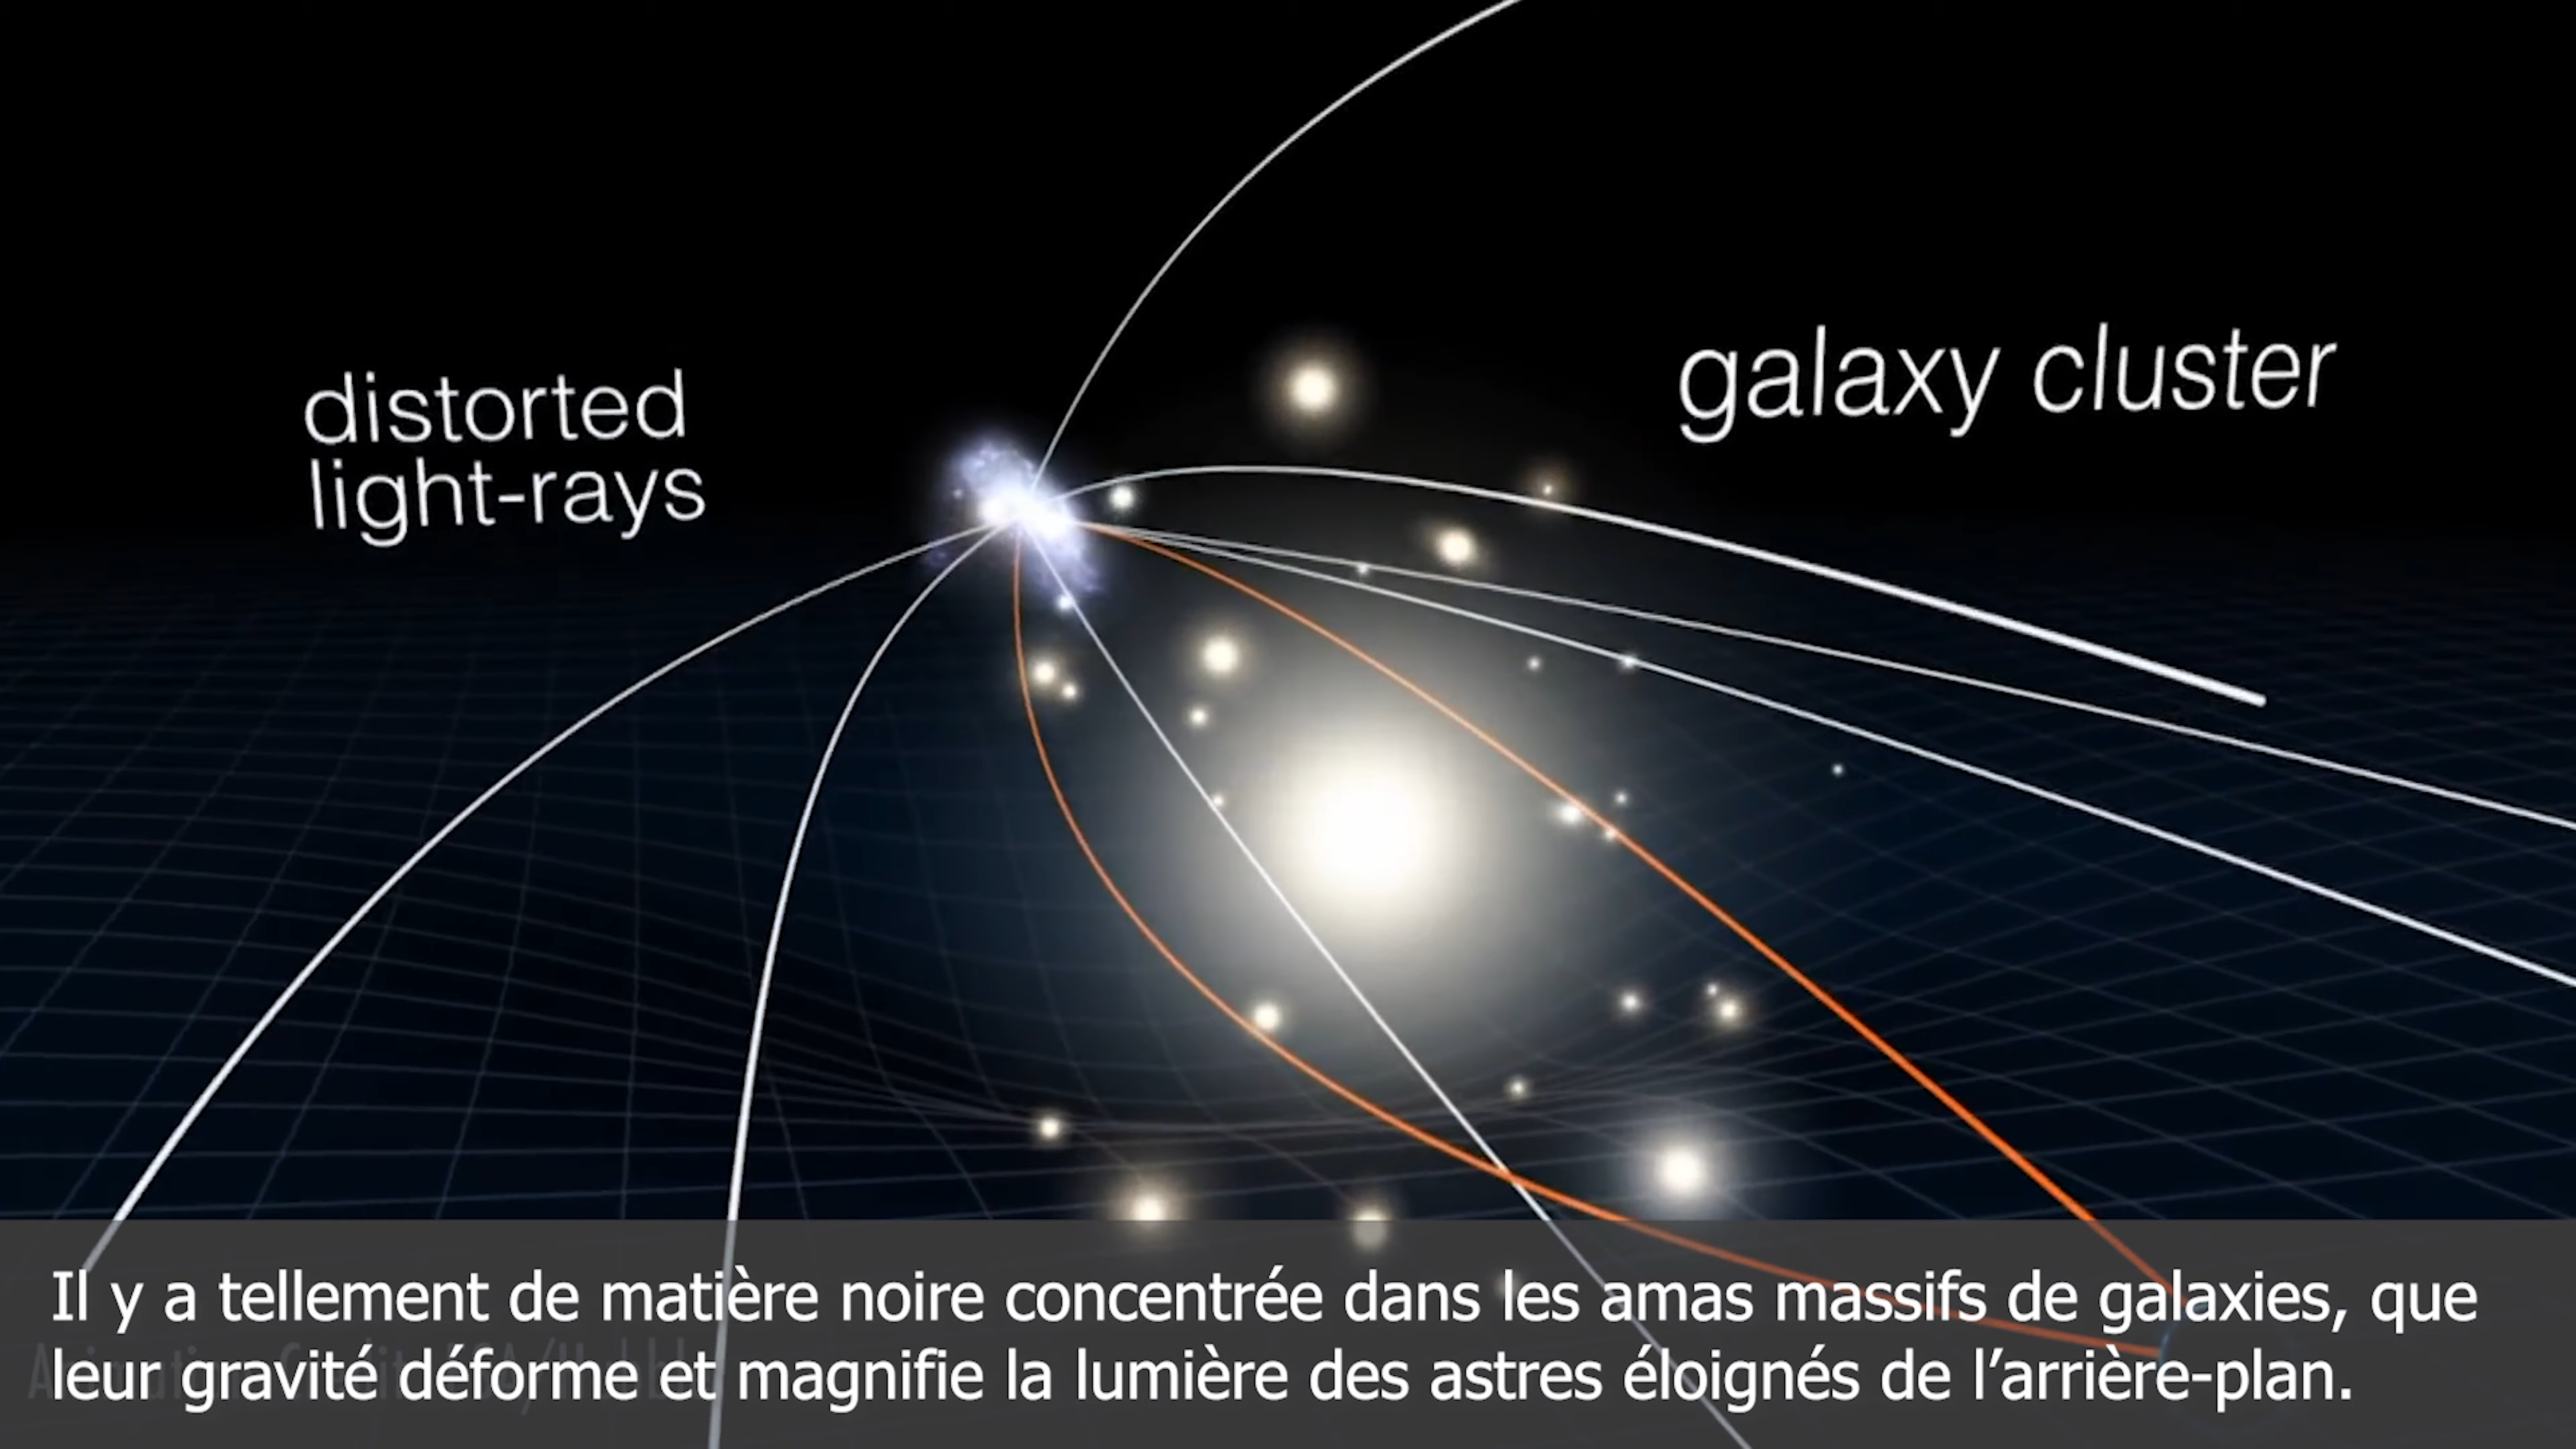 distorted
light-rays
galaxy cluster
Il y a tellement de matière noire concentrée dans les amas massifs de galaxies, que
leur gravité déforme et magnifie la lumière des astres éloignés de l’arrière-plan.